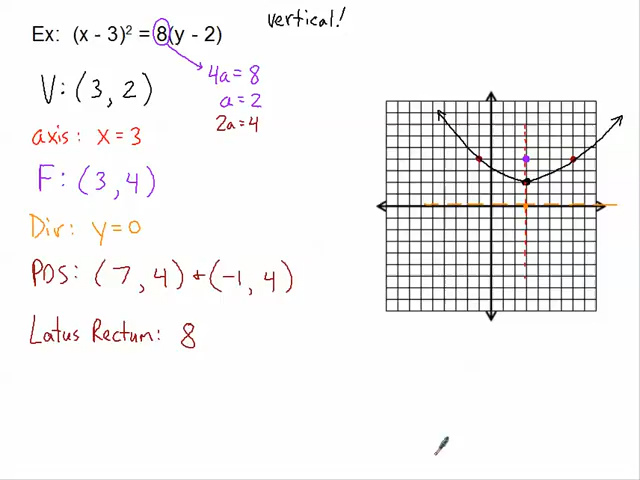 vertical!
Ex: (x - 3)² = 8(y - 2)
4a = 8
V: (3, 2)
a = 2
2a = 4
axis: x = 3
F: (3, 4)
Dir: y = 0
PDS: (7, 4) + (-1, 4)
Latus Rectum: 8